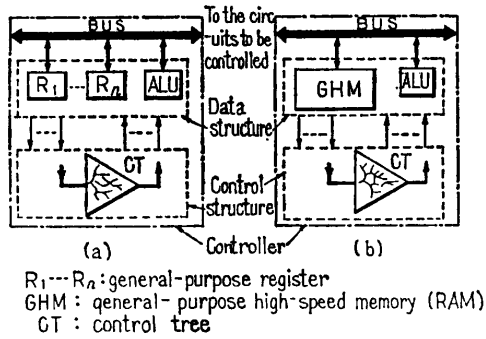 BUS
R1 ---- Rn ALU
CT
(a)
To the circ-
uits to be
controlled
Data
structure
Control
structure
Controller
BUS
GHM ALU
CT
(b)
R1---Rn: general-purpose register
GHM : general-purpose high-speed memory (RAM)
CT : control tree